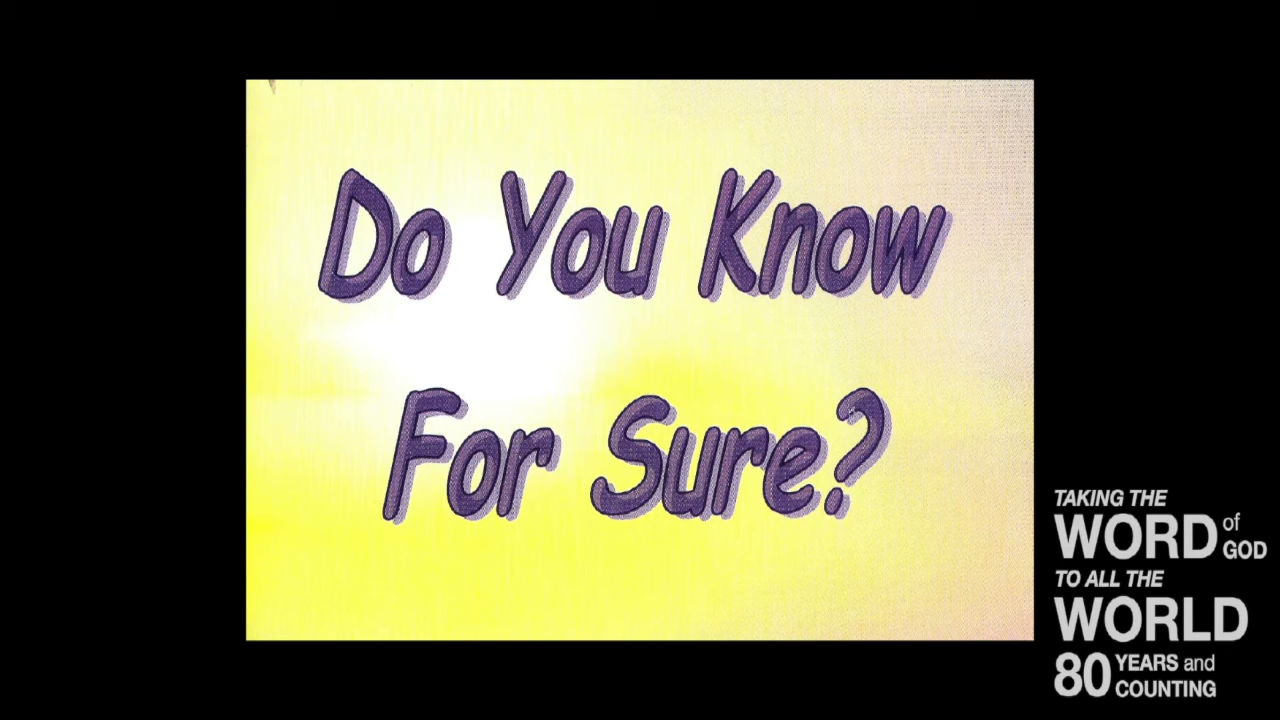 Do You Know
For Sure?
TAKING THE
WORD of GOD
TO ALL THE
WORLD
80 YEARS and
COUNTING